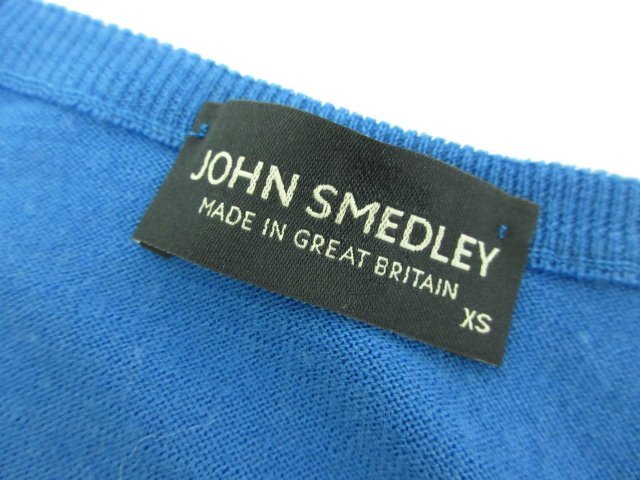 JOHN SMEDLEY
MADE IN GREAT BRITAIN
XS